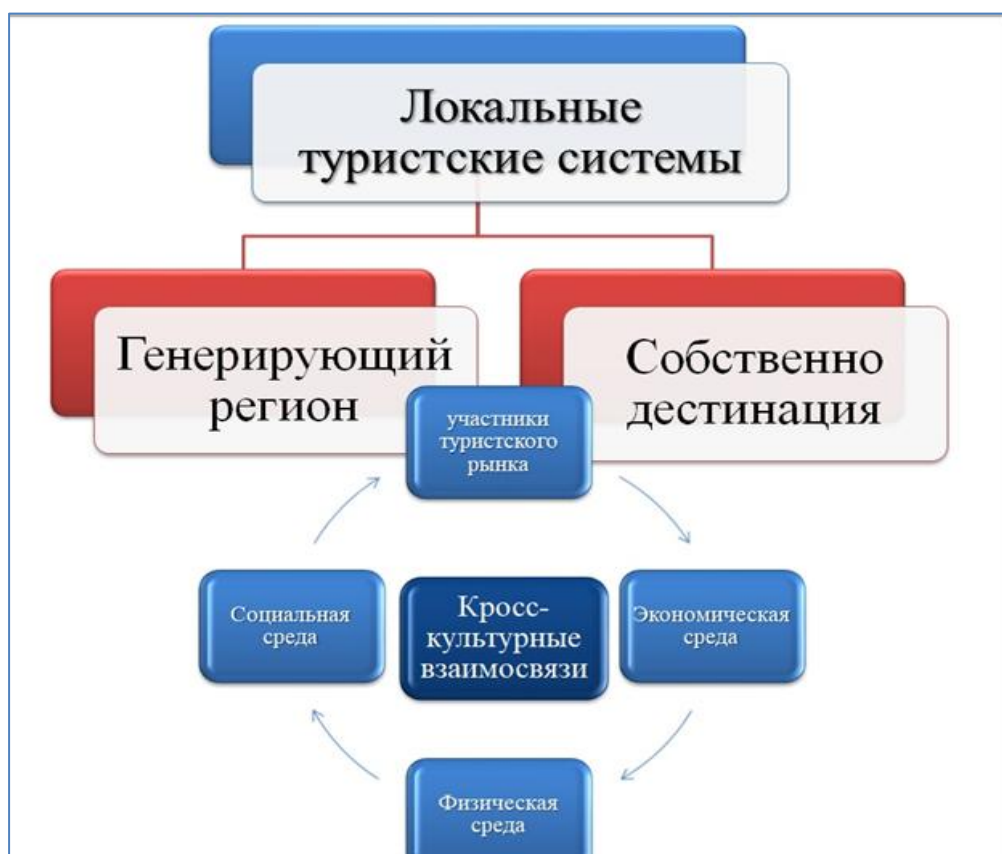 Локальные
туристские системы
Генерирующий
регион
Собственно
дестинация
участники
туристского
рынка
Социальная
среда
Кросс-
культурные
взаимосвязи
Экономическая
среда
Физическая
среда